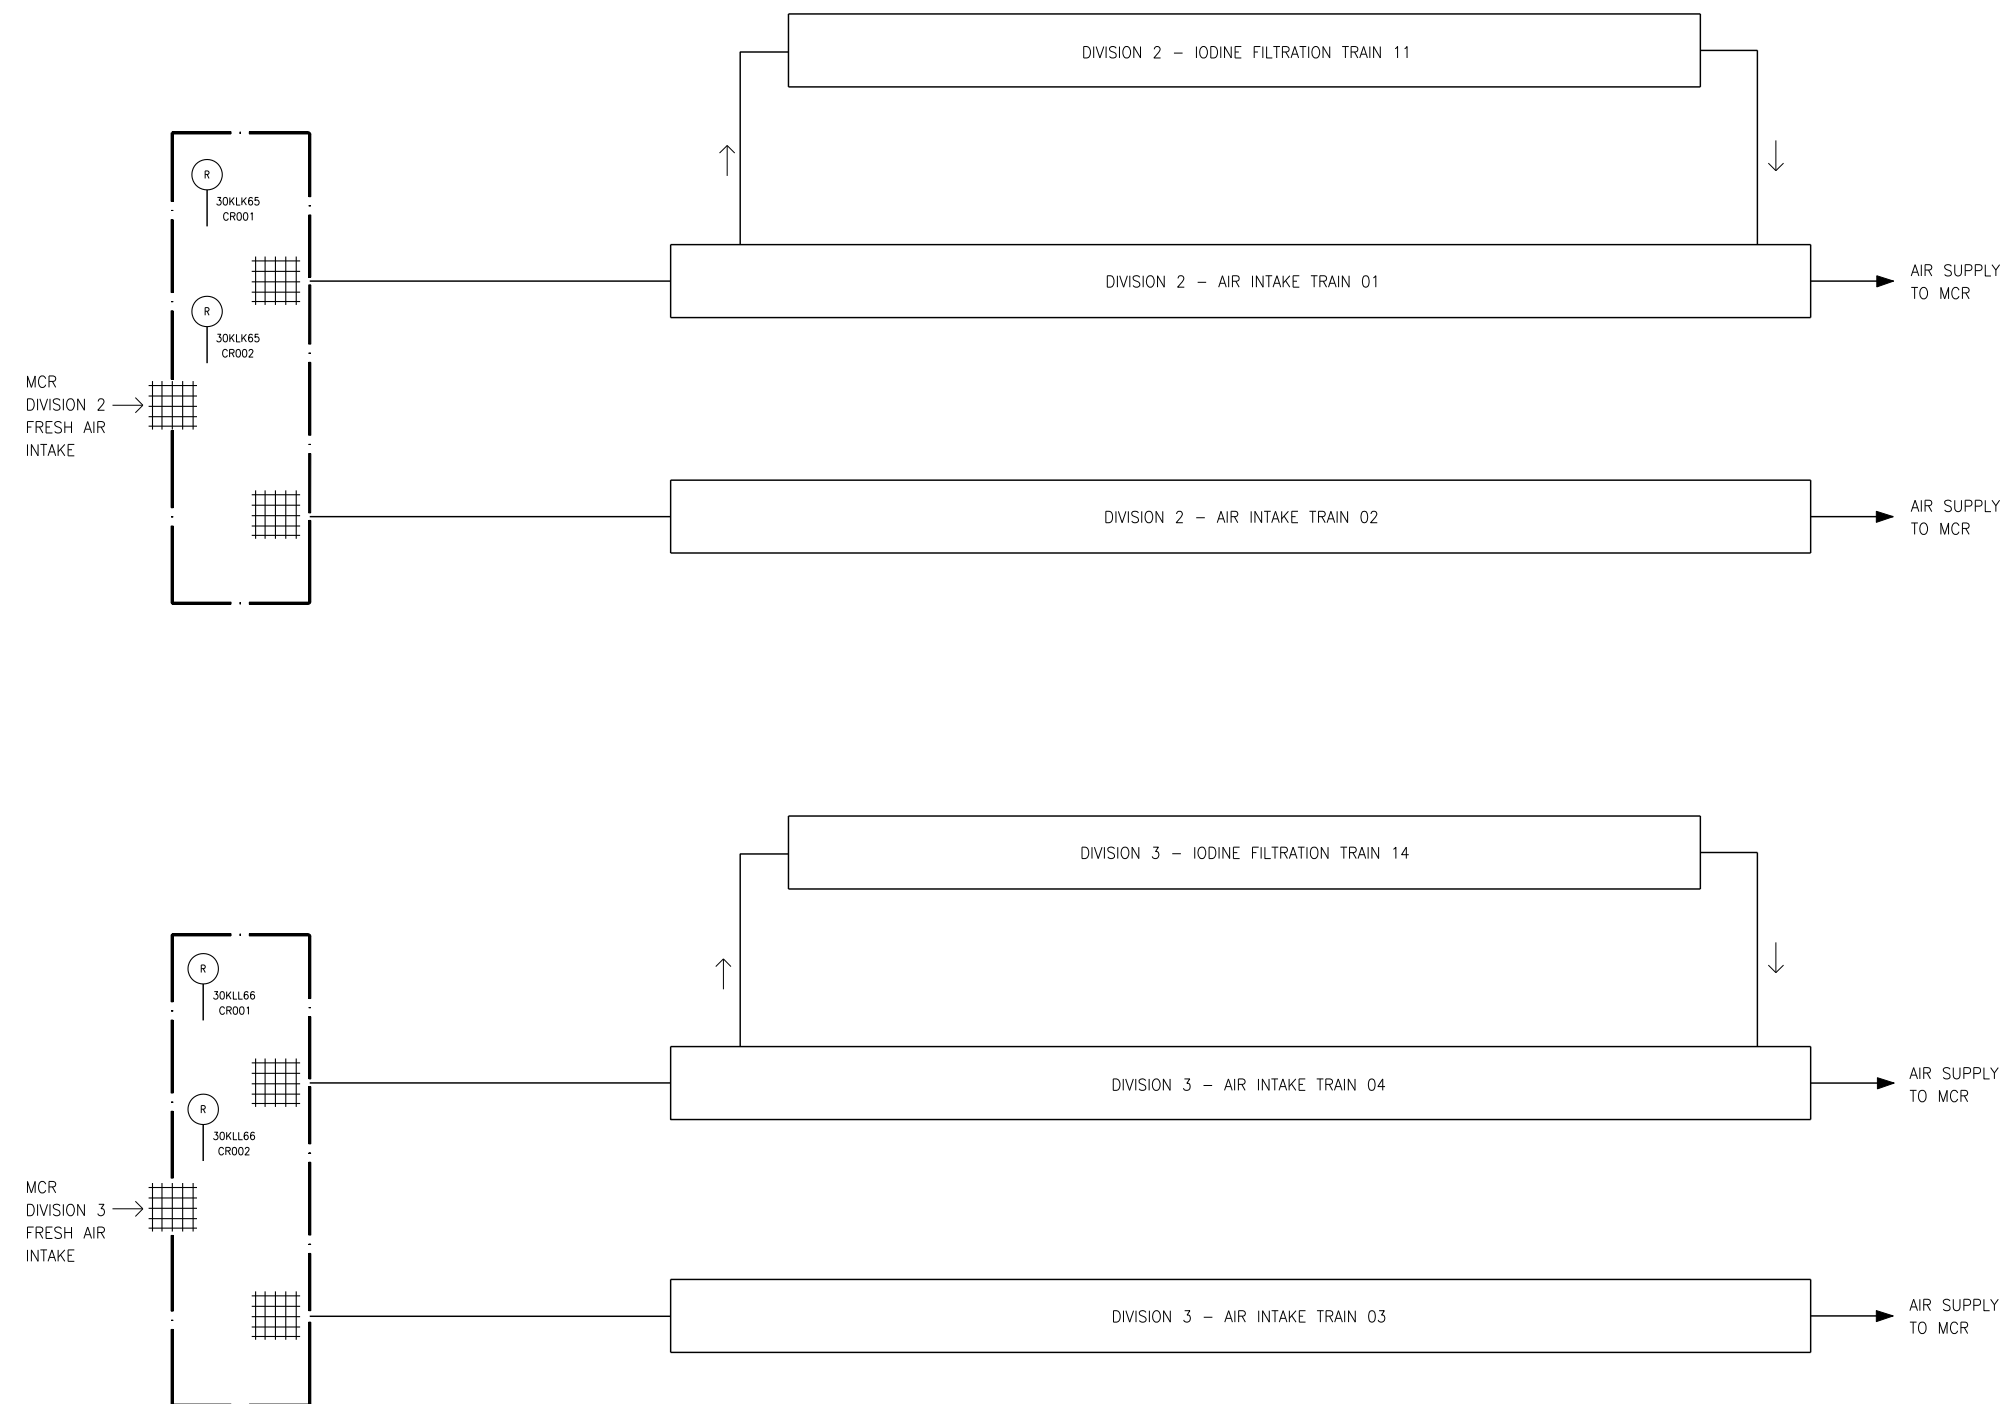 DIVISION 2 - IODINE FILTRATION TRAIN 11
R
30KLK65
CR001
DIVISION 2 - AIR INTAKE TRAIN 01
AIR SUPPLY
TO MCR
R
30KLK65
CR002
MCR
DIVISION 2
FRESH AIR
INTAKE
DIVISION 2 - AIR INTAKE TRAIN 02
AIR SUPPLY
TO MCR
DIVISION 3 - IODINE FILTRATION TRAIN 14
R
30KLL66
CR001
DIVISION 3 - AIR INTAKE TRAIN 04
AIR SUPPLY
TO MCR
R
30KLL66
CR002
MCR
DIVISION 3
FRESH AIR
INTAKE
DIVISION 3 - AIR INTAKE TRAIN 03
AIR SUPPLY
TO MCR